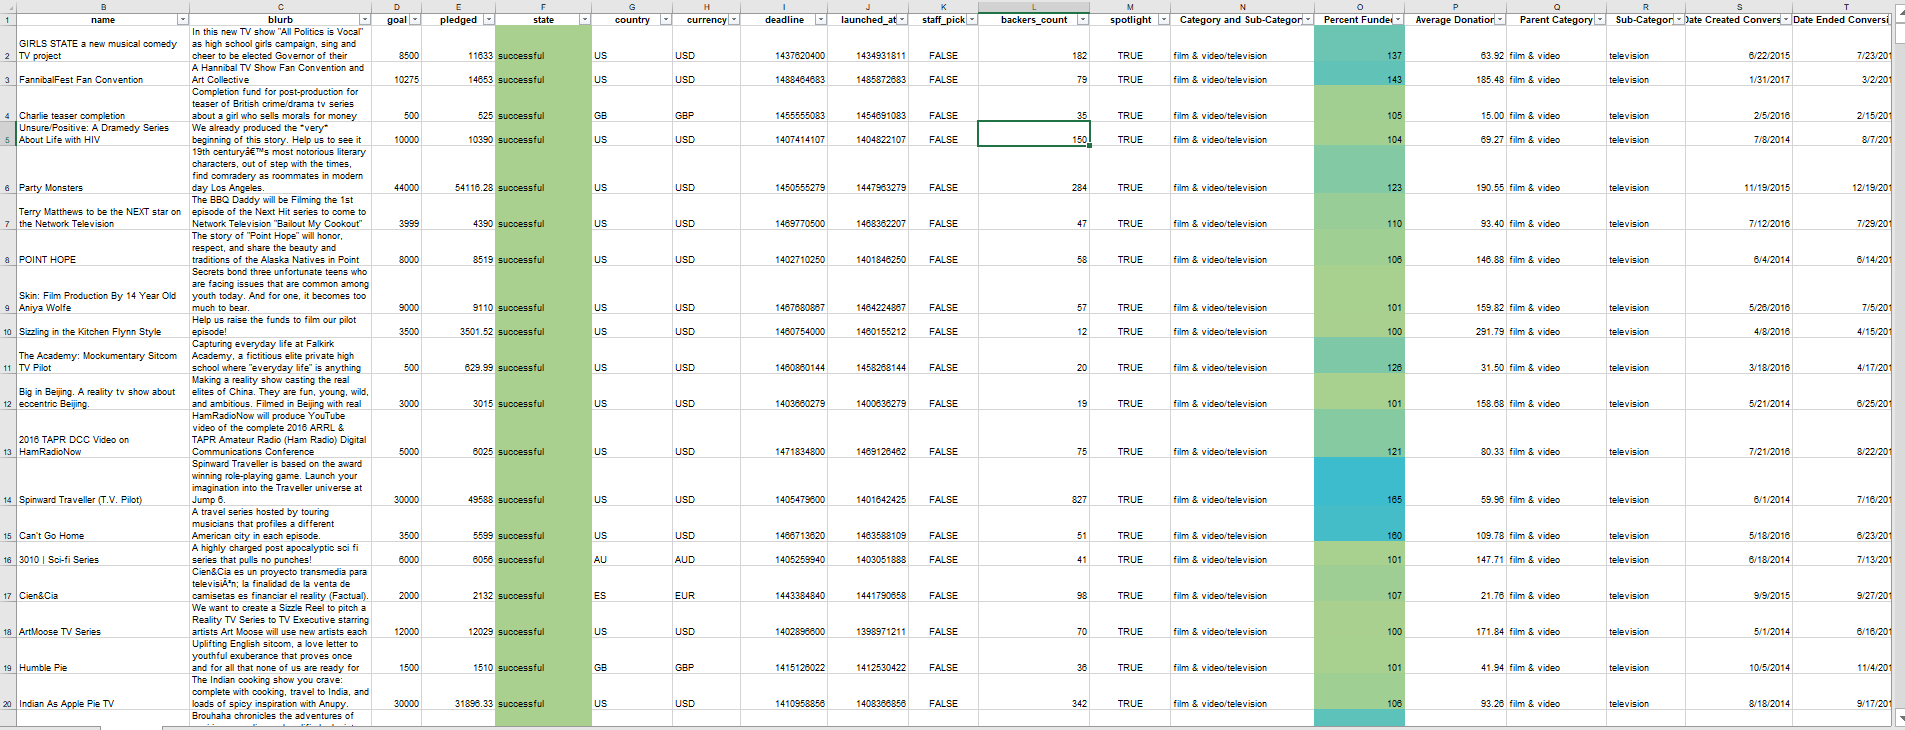 B C D E F G H I J K L M N O P Q R S T
1 name blurb goal pledged state country currency deadline launched_at staff_pick backers_count spotlight Category and Sub-Categor Percent Funde Average Donation Parent Category Sub-Category Date Created Convers Date Ended Conversi
In this new TV show "All Politics is Vocal"
GIRLS STATE a new musical comedy as high school girls campaign, sing and
2 TV project cheer to be elected Governor of their 8500 11633 successful US USD 1437620400 1434931811 FALSE 182 TRUE film & video/television 137 63.92 film & video television 6/22/2015 7/23/201
A Hannibal TV Show Fan Convention and
3 FannibalFest Fan Convention Art Collective 10275 14653 successful US USD 1488464683 1485872683 FALSE 79 TRUE film & video/television 143 185.48 film & video television 1/31/2017 3/2/201
Completion fund for post-production for
teaser of British crime/drama tv series
4 Charlie teaser completion about a girl who sells morals for money 500 525 successful GB GBP 1455555083 1454691083 FALSE 35 TRUE film & video/television 105 15.00 film & video television 2/5/2016 2/15/201
Unsure/Positive: A Dramedy Series We already produced the *very*
5 About Life with HIV beginning of this story. Help us to see it 10000 10390 successful US USD 1407414107 1404822107 FALSE 150 TRUE film & video/television 104 69.27 film & video television 7/8/2014 8/7/201
19th centuryâ€™s most notorious literary
characters, out of step with the times,
find comradery as roommates in modern
6 Party Monsters day Los Angeles. 44000 54116.28 successful US USD 1450555279 1447963279 FALSE 284 TRUE film & video/television 123 190.55 film & video television 11/19/2015 12/19/201
The BBQ Daddy will be Filming the 1st
Terry Matthews to be the NEXT star on episode of the Next Hit series to come to
7 the Network Television Network Television "Bailout My Cookout" 3999 4390 successful US USD 1469770500 1468362207 FALSE 47 TRUE film & video/television 110 93.40 film & video television 7/12/2016 7/29/201
The story of "Point Hope" will honor,
respect, and share the beauty and
8 POINT HOPE traditions of the Alaska Natives in Point 8000 8519 successful US USD 1402710250 1401846250 FALSE 58 TRUE film & video/television 106 146.88 film & video television 6/4/2014 6/14/201
Secrets bond three unfortunate teens who
are facing issues that are common among
Skin: Film Production By 14 Year Old youth today. And for one, it becomes too
9 Aniya Wolfe much to bear. 9000 9110 successful US USD 1467680867 1464224867 FALSE 57 TRUE film & video/television 101 159.82 film & video television 5/26/2016 7/5/201
Help us raise the funds to film our pilot
10 Sizzling in the Kitchen Flynn Style episode! 3500 3501.52 successful US USD 1460754000 1460155212 FALSE 12 TRUE film & video/television 100 291.79 film & video television 4/8/2016 4/15/201
Capturing everyday life at Falkirk
The Academy: Mockumentary Sitcom Academy, a fictitious elite private high
11 TV Pilot school where "everyday life" is anything 500 629.99 successful US USD 1460860144 1458268144 FALSE 20 TRUE film & video/television 126 31.50 film & video television 3/18/2016 4/17/201
Making a reality show casting the real
Big in Beijing. A reality tv show about elites of China. They are fun, young, wild,
12 eccentric Beijing. and ambitious. Filmed in Beijing with real 3000 3015 successful US USD 1403660279 1400636279 FALSE 19 TRUE film & video/television 101 158.68 film & video television 5/21/2014 6/25/201
HamRadioNow will produce YouTube
video of the complete 2016 ARRL &
2016 TAPR DCC Video on TAPR Amateur Radio (Ham Radio) Digital
13 HamRadioNow Communications Conference 5000 6025 successful US USD 1471834800 1469126462 FALSE 75 TRUE film & video/television 121 80.33 film & video television 7/21/2016 8/22/201
Spinward Traveller is based on the award
winning role-playing game. Launch your
imagination into the Traveller universe at
14 Spinward Traveller (T.V. Pilot) Jump 6. 30000 49588 successful US USD 1405479600 1401642425 FALSE 827 TRUE film & video/television 165 59.96 film & video television 6/1/2014 7/16/201
A travel series hosted by touring
musicians that profiles a different
15 Can't Go Home American city in each episode. 3500 5599 successful US USD 1466713620 1463588109 FALSE 51 TRUE film & video/television 160 109.78 film & video television 5/18/2016 6/23/201
A highly charged post apocalyptic sci fi
16 3010 | Sci-fi Series series that pulls no punches! 6000 6056 successful AU AUD 1405259940 1403051888 FALSE 41 TRUE film & video/television 101 147.71 film & video television 6/18/2014 7/13/201
Cien&Cia es un proyecto transmedia para
la finalidad de la venta de
17 Cien&Cia camisetas es financiar el reality (Factual). 2000 2132 successful ES EUR 1443384840 1441790658 FALSE 98 TRUE film & video/television 107 21.76 film & video television 9/9/2015 9/27/201
We want to create a Sizzle Reel to pitch a
Reality TV Series to TV Executive starring
18 ArtMoose TV Series artists Art Moose will use new artists each 12000 12029 successful US USD 1402896600 1398971211 FALSE 70 TRUE film & video/television 100 171.84 film & video television 5/1/2014 6/16/201
Uplifting English sitcom, a love letter to
youthful exuberance that proves once
19 Humble Pie and for all that none of us are ready for 1500 1510 successful GB GBP 1415126022 1412530422 FALSE 36 TRUE film & video/television 101 41.94 film & video television 10/5/2014 11/4/201
The Indian cooking show you crave:
complete with cooking, travel to India, and
20 Indian As Apple Pie TV loads of spicy inspiration with Anupy. 30000 31896.33 successful US USD 1410958856 1408366856 FALSE 342 TRUE film & video/television 106 93.26 film & video television 8/18/2014 9/17/201
Brouhaha chronicles the adventures of